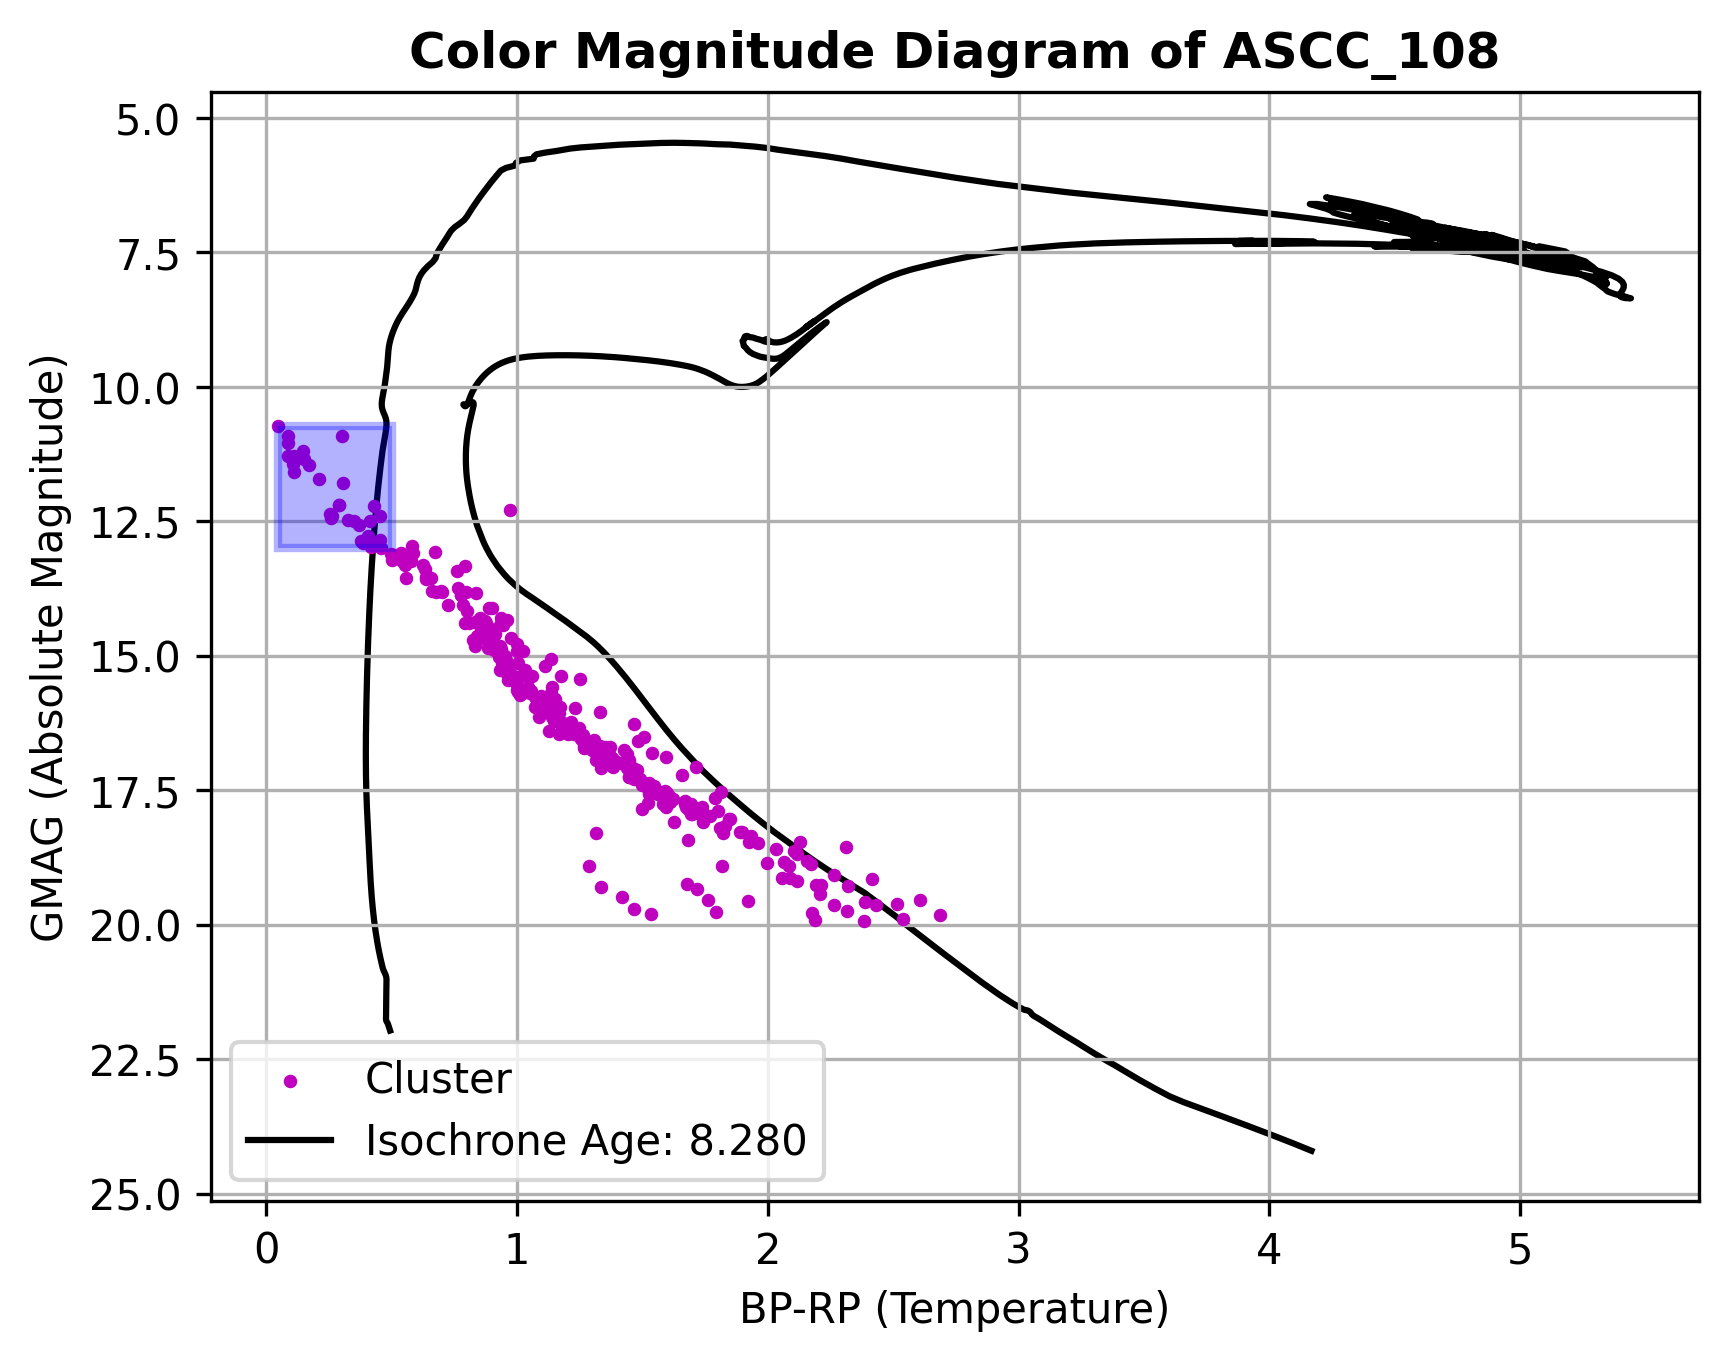 Color Magnitude Diagram of ASCC_108
GMAG (Absolute Magnitude)
5.0
7.5
10.0
12.5
15.0
17.5
20.0
22.5
25.0
Cluster
Isochrone Age: 8.280
0 1 2 3 4 5
BP-RP (Temperature)